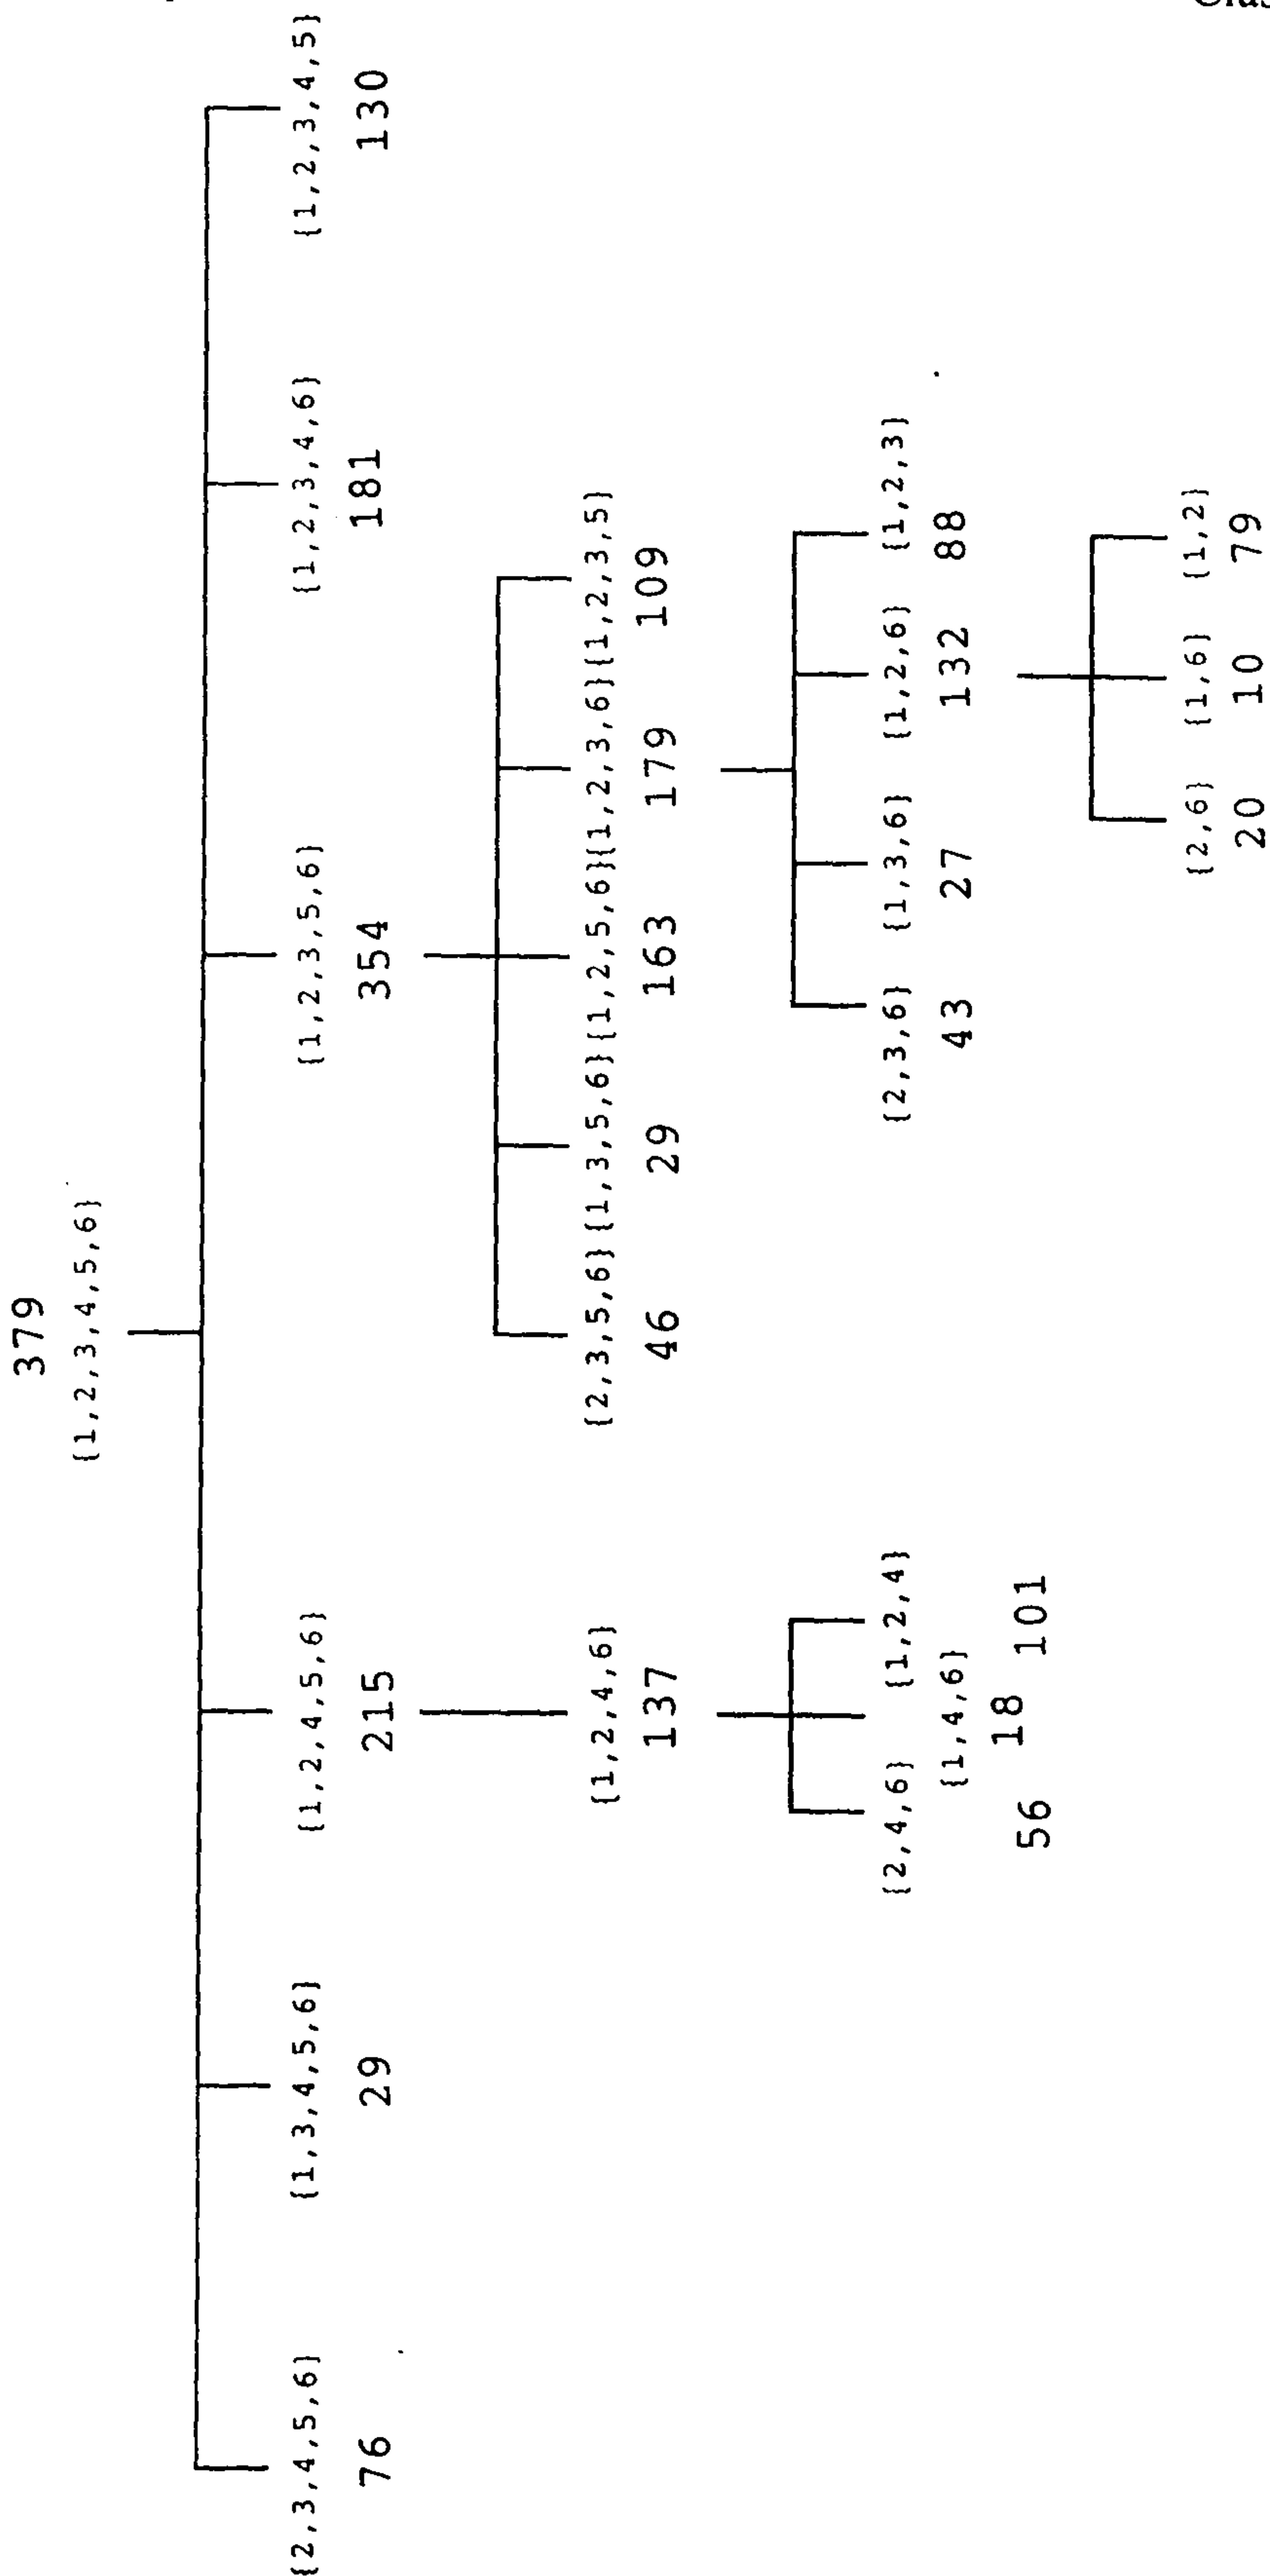 Clas
379
{1,2,3,4,5,6}
{2,3,4,5,6} {1,3,4,5,6} {1,2,4,5,6} {1,2,3,5,6} {1,2,3,4,6} {1,2,3,4,5}
76 29 215 354 181 130
{1,2,4,6} {2,3,5,6} {1,3,5,6} {1,2,5,6} {1,2,3,6} {1,2,3,5}
137 46 29 163 179 109
{2,4,6} {1,2,4} {2,3,6} {1,3,6} {1,2,6} {1,2,3}
{1,4,6} 43 27 132 88
56 18 101
{2,6} {1,6} {1,2}
20 10 79